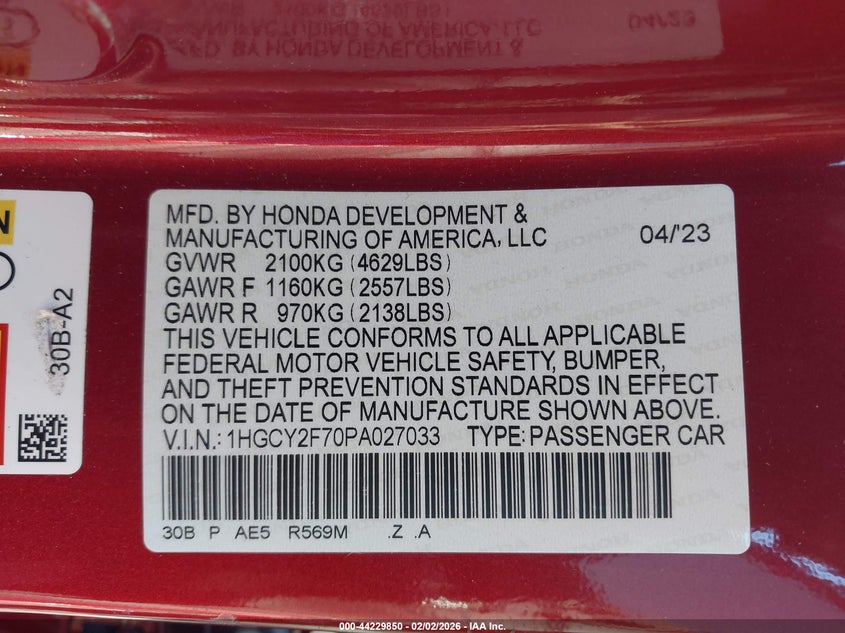 MFD. BY HONDA DEVELOPMENT &
MANUFACTURING OF AMERICA, LLC 04/'23
GVWR 2100KG (4629LBS)
GAWR F 1160KG (2557LBS)
GAWR R 970KG (2138LBS)
THIS VEHICLE CONFORMS TO ALL APPLICABLE
FEDERAL MOTOR VEHICLE SAFETY, BUMPER,
AND THEFT PREVENTION STANDARDS IN EFFECT
ON THE DATE OF MANUFACTURE SHOWN ABOVE.
V.I.N.: 1HGCY2F70PA027033 TYPE: PASSENGER CAR
30B P AE5 R569M .Z .A
30B-A2
000-44229850 - 02/02/2026 - IAA Inc.